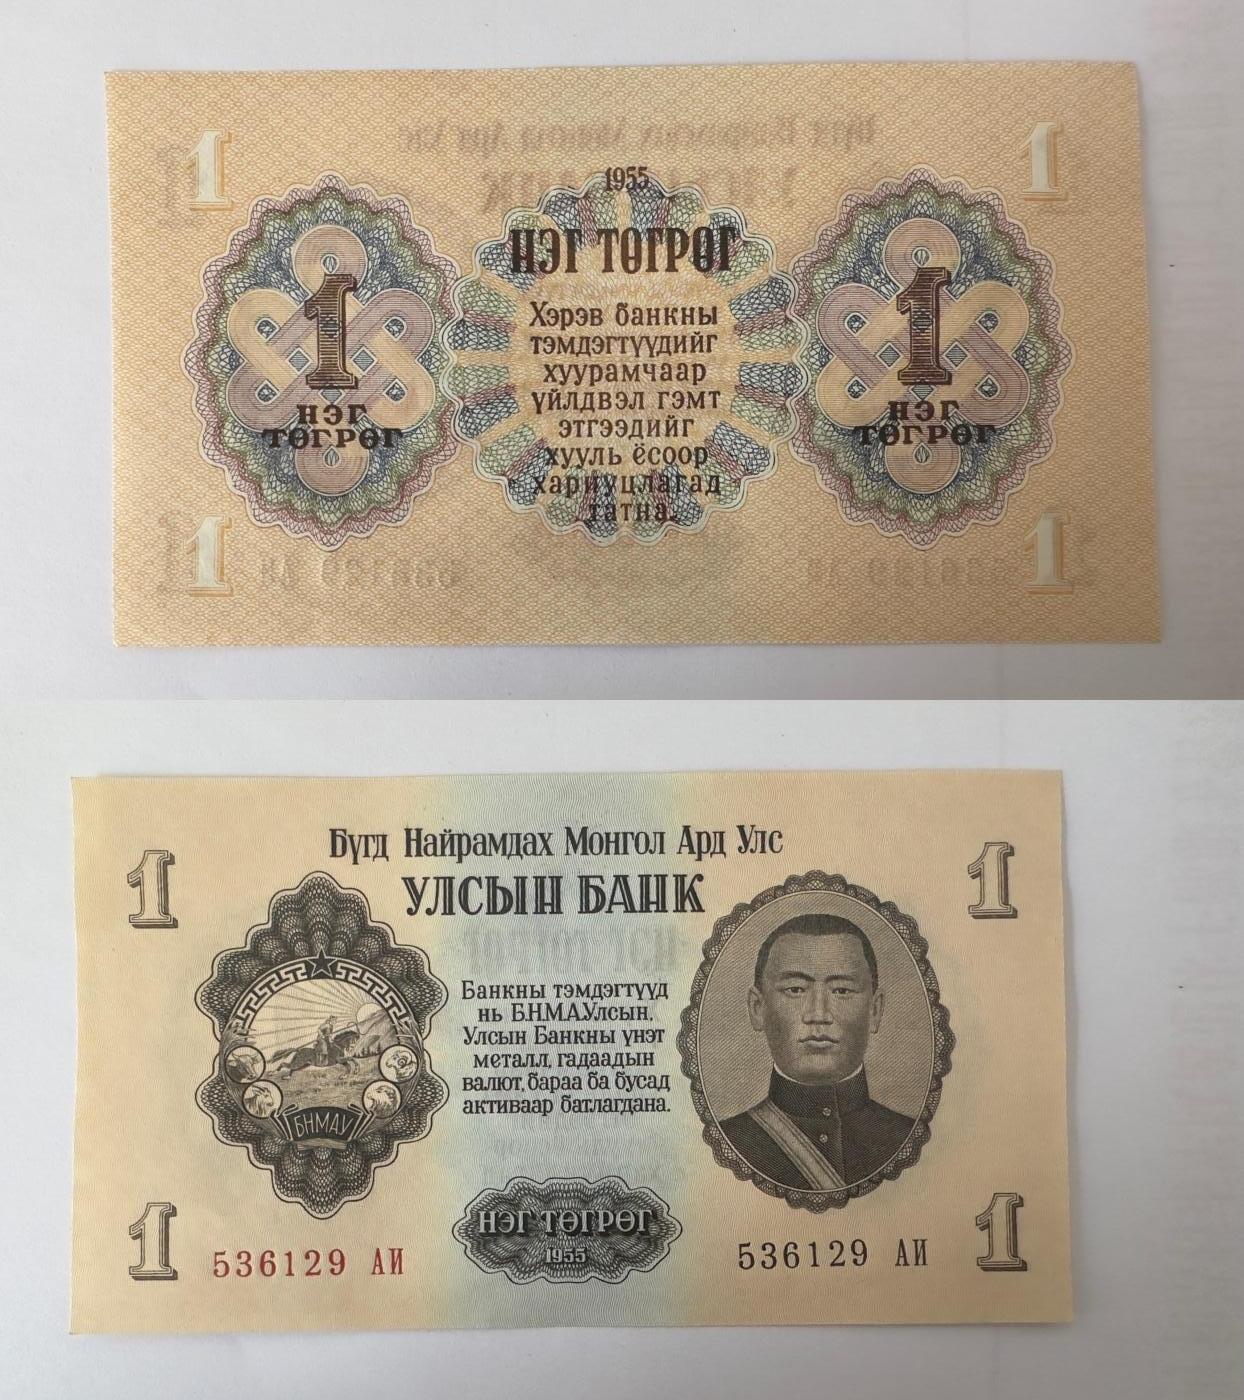 1 1
1955
НЭГ ТӨГРӨГ
Хэрэв банкны
тэмдэгтүүдийг
хуурамчаар
үйлдвэл гэмт
этгээдийг
хууль ёсоор
хариуцлагад
татна.
1
НЭГ
ТӨГРӨГ
1
НЭГ
ТӨГРӨГ
1 1
Бүгд Найрамдах Монгол Ард Улс
УЛСЫН БАНК
1 1
Банкны тэмдэгтүүд
нь Б.Н.М.А.Улсын,
Улсын Банкны үнэт
металл, гадаадын
валют, бараа ба бусад
активаар батлагдана.
БНМАУ
НЭГ ТӨГРӨГ
1955
1 1
536129 АИ
536129 АИ